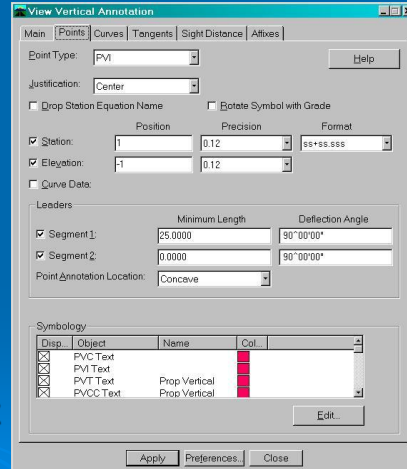 View Vertical Annotation
Main Points Curves Tangents Sight Distance Affixes
Point Type: PVI Help
Justification: Center
Drop Station Equation Name Rotate Symbol with Grade
Position Precision Format
Station: 1 0.12 ss+ss.sss
Elevation: -1 0.12
Curve Data:
Leaders
Minimum Length Deflection Angle
Segment 1: 25.0000 90^00'00"
Segment 2: 0.0000 90^00'00"
Point Annotation Location: Concave
Symbology
Disp... Object Name Col...
PVC Text
PVI Text
PVT Text Prop Vertical
PVCC Text Prop Vertical
Edit...
Apply Preferences... Close